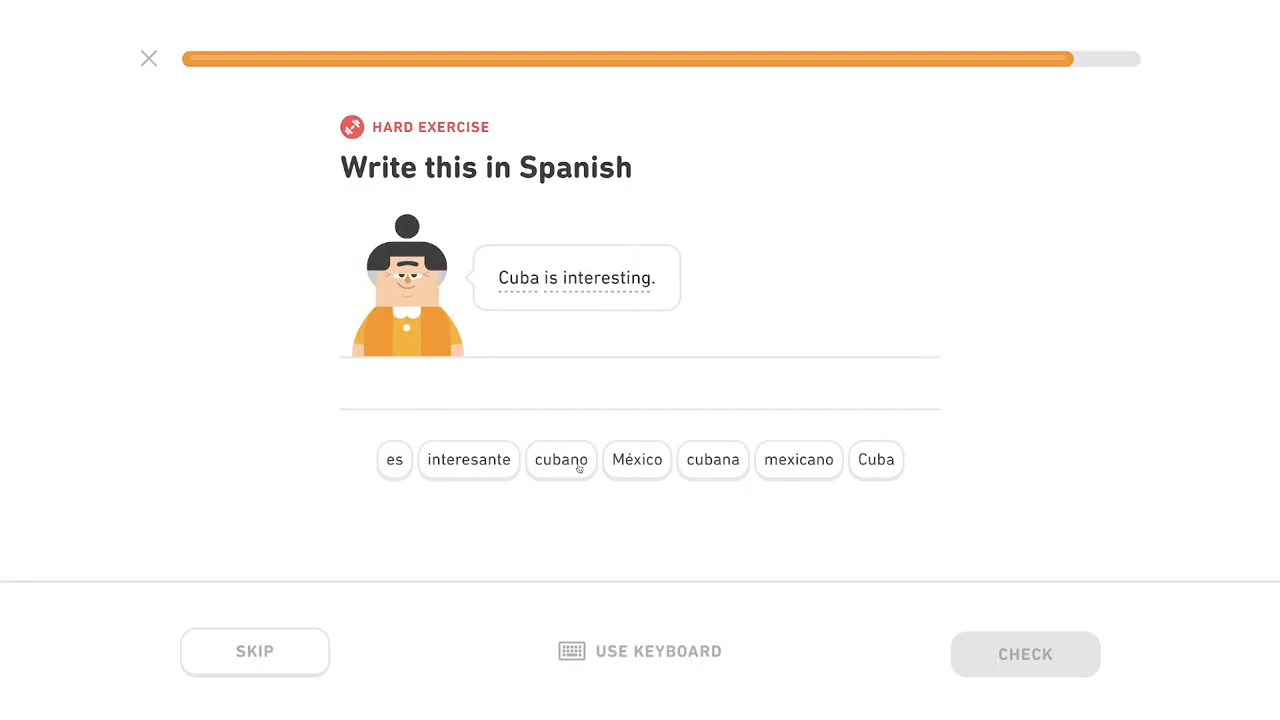 HARD EXERCISE
Write this in Spanish
Cuba is interesting.
es interesante cubano México cubana mexicano Cuba
SKIP USE KEYBOARD CHECK